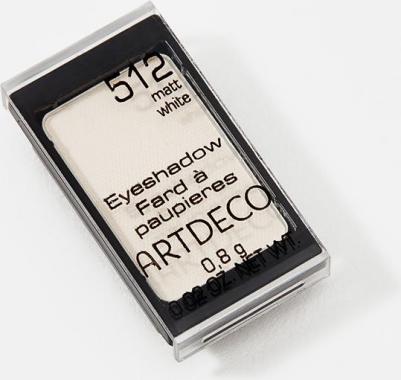 512
matt
white
Eyeshadow
Fard à
paupieres
ARTDECO
0,8 g
0.02 OZ. NET WT.